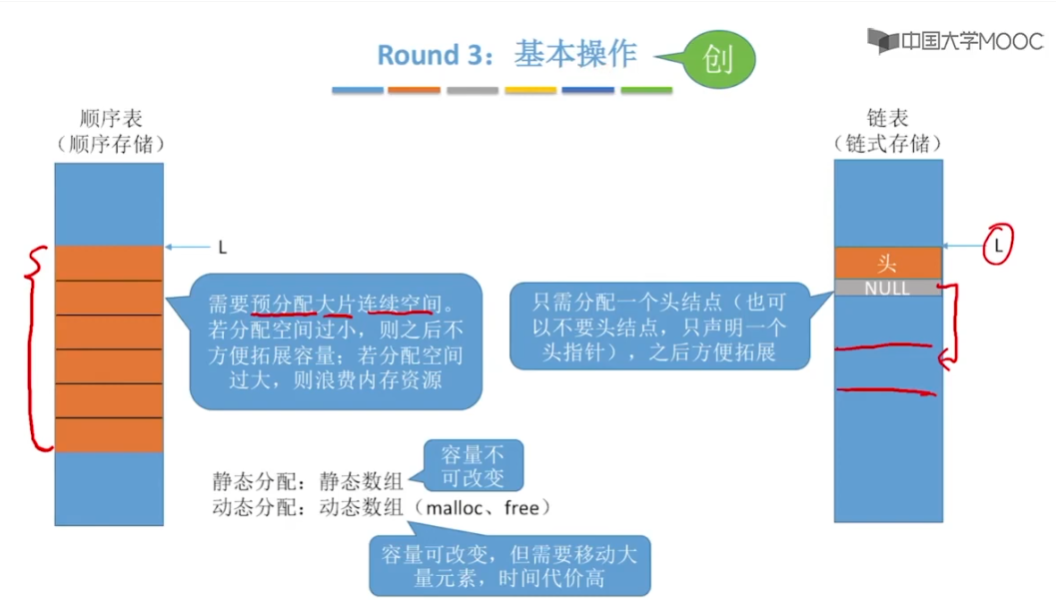 中国大学MOOC
Round 3：基本操作
创
顺序表
（顺序存储）
L
需要预分配大片连续空间。
若分配空间过小，则之后不
方便拓展容量；若分配空间
过大，则浪费内存资源
链表
（链式存储）
L
头
NULL
只需分配一个头结点（也可
以不要头结点，只声明一个
头指针），之后方便拓展
容量不
可改变
静态分配：静态数组
动态分配：动态数组（malloc、free）
容量可改变，但需要移动大
量元素，时间代价高